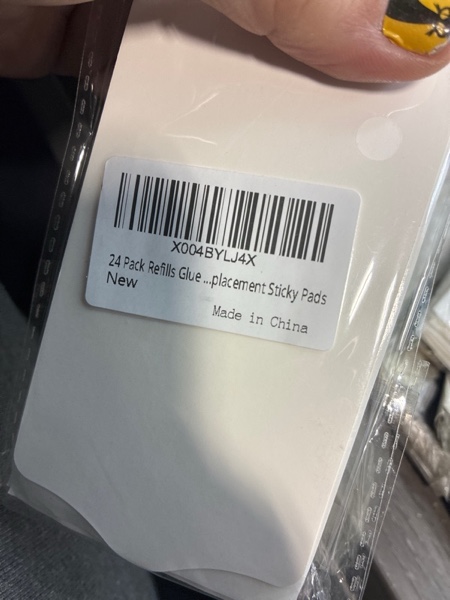 X004BYLJ4X
24 Pack Refills Glue ...placement Sticky Pads
New
Made in China